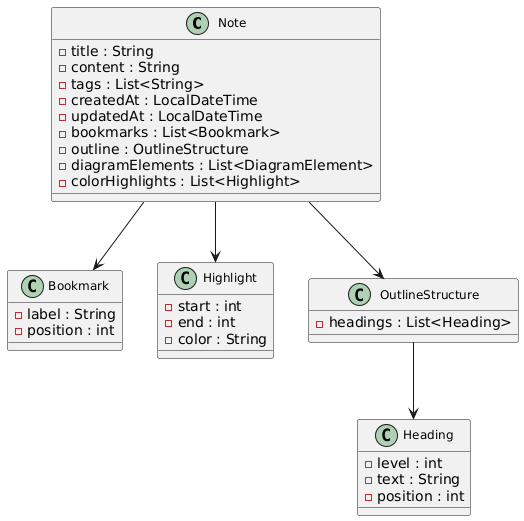 C Note
title : String
content : String
tags : List<String>
createdAt : LocalDateTime
updatedAt : LocalDateTime
bookmarks : List<Bookmark>
outline : OutlineStructure
diagramElements : List<DiagramElement>
colorHighlights : List<Highlight>
C Bookmark
label : String
position : int
C Highlight
start : int
end : int
color : String
C OutlineStructure
headings : List<Heading>
C Heading
level : int
text : String
position : int